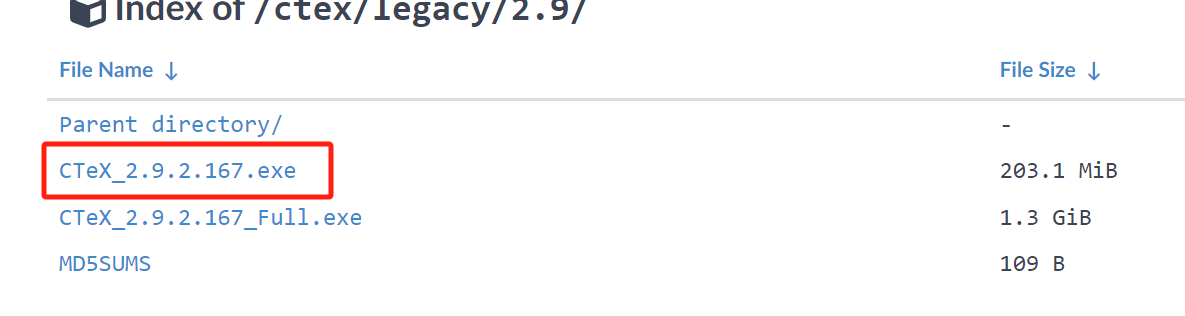 Index of /ctex/legacy/2.9/
File Name ↓ File Size ↓
Parent directory/ -
CTeX_2.9.2.167.exe 203.1 MiB
CTeX_2.9.2.167_Full.exe 1.3 GiB
MD5SUMS 109 B